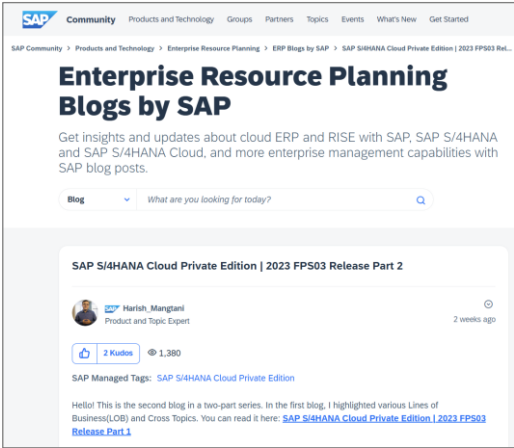 SAP Community Products and Technology Groups Partners Topics Events What's New Get Started
SAP Community > Products and Technology > Enterprise Resource Planning > ERP Blogs by SAP > SAP S/4HANA Cloud Private Edition | 2023 FPS03 Rel...
Enterprise Resource Planning
Blogs by SAP
Get insights and updates about cloud ERP and RISE with SAP, SAP S/4HANA
and SAP S/4HANA Cloud, and more enterprise management capabilities with
SAP blog posts.
Blog What are you looking for today?
SAP S/4HANA Cloud Private Edition | 2023 FPS03 Release Part 2
SAP Harish_Mangtani
Product and Topic Expert
2 weeks ago
2 Kudos 1,380
SAP Managed Tags: SAP S/4HANA Cloud Private Edition
Hello! This is the second blog in a two-part series. In the first blog, I highlighted various Lines of
Business(LOB) and Cross Topics. You can read it here: SAP S/4HANA Cloud Private Edition | 2023 FPS03
Release Part 1